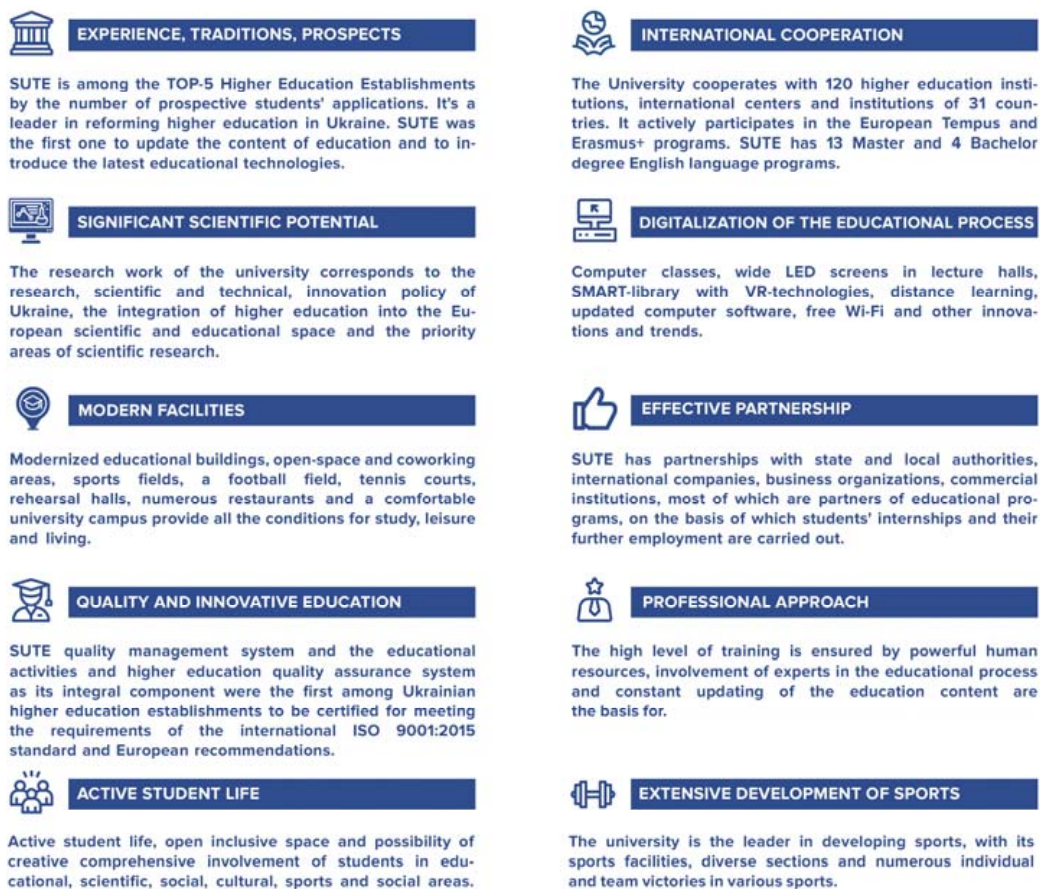 EXPERIENCE, TRADITIONS, PROSPECTS
SUTE is among the TOP-5 Higher Education Establishments
by the number of prospective students' applications. It's a
leader in reforming higher education in Ukraine. SUTE was
the first one to update the content of education and to in-
troduce the latest educational technologies.
INTERNATIONAL COOPERATION
The University cooperates with 120 higher education insti-
tutions, international centers and institutions of 31 coun-
tries. It actively participates in the European Tempus and
Erasmus+ programs. SUTE has 13 Master and 4 Bachelor
degree English language programs.
SIGNIFICANT SCIENTIFIC POTENTIAL
The research work of the university corresponds to the
research, scientific and technical, innovation policy of
Ukraine, the integration of higher education into the Eu-
ropean scientific and educational space and the priority
areas of scientific research.
DIGITALIZATION OF THE EDUCATIONAL PROCESS
Computer classes, wide LED screens in lecture halls,
SMART-library with VR-technologies, distance learning,
updated computer software, free Wi-Fi and other innova-
tions and trends.
MODERN FACILITIES
Modernized educational buildings, open-space and coworking
areas, sports fields, a football field, tennis courts,
rehearsal halls, numerous restaurants and a comfortable
university campus provide all the conditions for study, leisure
and living.
EFFECTIVE PARTNERSHIP
SUTE has partnerships with state and local authorities,
international companies, business organizations, commercial
institutions, most of which are partners of educational pro-
grams, on the basis of which students' internships and their
further employment are carried out.
QUALITY AND INNOVATIVE EDUCATION
SUTE quality management system and the educational
activities and higher education quality assurance system
as its integral component were the first among Ukrainian
higher education establishments to be certified for meeting
the requirements of the international ISO 9001:2015
standard and European recommendations.
PROFESSIONAL APPROACH
The high level of training is ensured by powerful human
resources, involvement of experts in the educational process
and constant updating of the education content are
the basis for.
ACTIVE STUDENT LIFE
Active student life, open inclusive space and possibility of
creative comprehensive involvement of students in edu-
cational, scientific, social, cultural, sports and social areas.
EXTENSIVE DEVELOPMENT OF SPORTS
The university is the leader in developing sports, with its
sports facilities, diverse sections and numerous individual
and team victories in various sports.